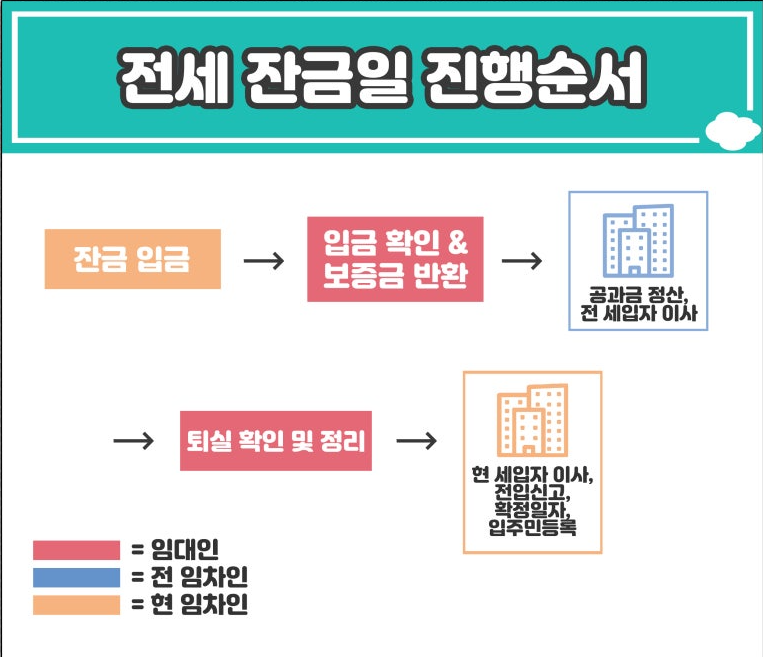 전세 잔금일 진행순서
잔금 입금
입금 확인 &
보증금 반환
공과금 정산,
전 세입자 이사
퇴실 확인 및 정리
현 세입자 이사,
전입신고,
확정일자,
입주민등록
= 임대인
= 전 임차인
= 현 임차인